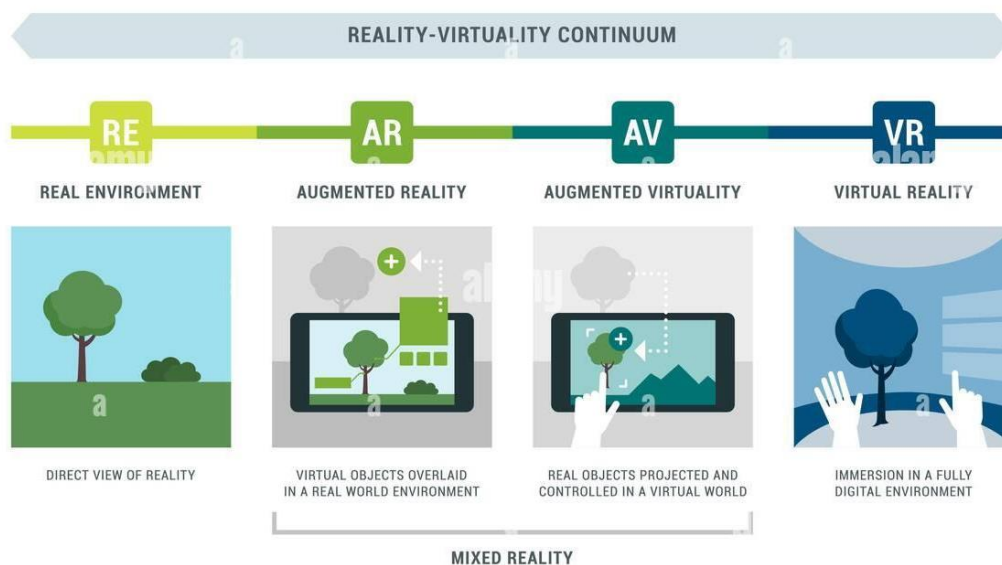 REALITY-VIRTUALITY CONTINUUM
RE
AR
AV
VR
REAL ENVIRONMENT
AUGMENTED REALITY
AUGMENTED VIRTUALITY
VIRTUAL REALITY
DIRECT VIEW OF REALITY
VIRTUAL OBJECTS OVERLAID
IN A REAL WORLD ENVIRONMENT
REAL OBJECTS PROJECTED AND
CONTROLLED IN A VIRTUAL WORLD
IMMERSION IN A FULLY
DIGITAL ENVIRONMENT
MIXED REALITY
alamy
a
a
a
a
a
a
a